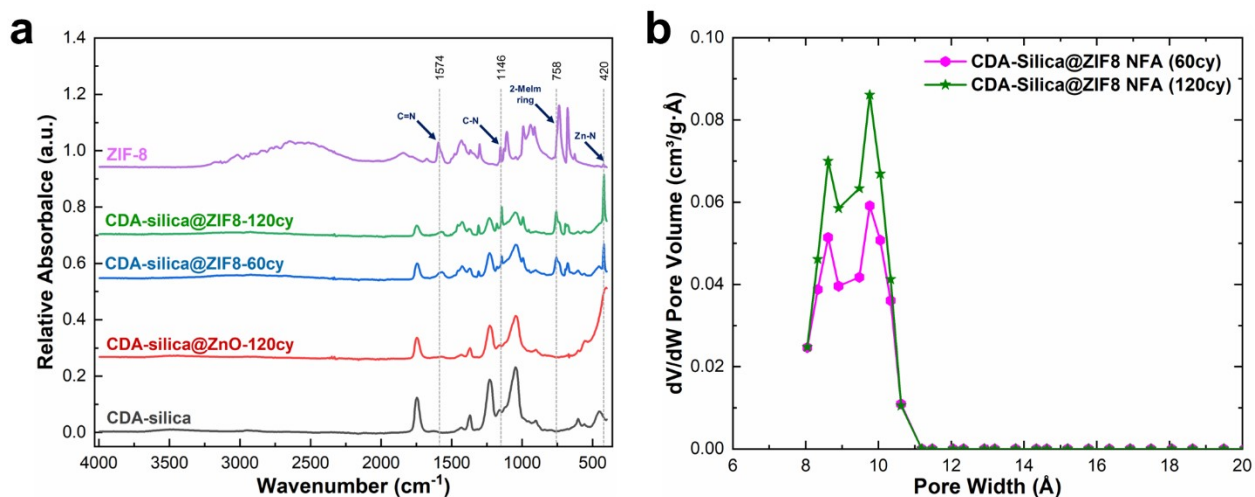 a
1.4
1.2
1.0
0.8
0.6
0.4
0.2
0.0
Relative Absorbalce (a.u.)
1574
1146
758
420
C=N
C-N
2-MeIm
ring
Zn-N
ZIF-8
CDA-silica@ZIF8-120cy
CDA-silica@ZIF8-60cy
CDA-silica@ZnO-120cy
CDA-silica
4000 3500 3000 2500 2000 1500 1000 500
Wavenumber (cm⁻¹)
b
0.10
0.08
0.06
0.04
0.02
0.00
dV/dW Pore Volume (cm³/g·Å)
CDA-Silica@ZIF8 NFA (60cy)
CDA-Silica@ZIF8 NFA (120cy)
6 8 10 12 14 16 18 20
Pore Width (Å)